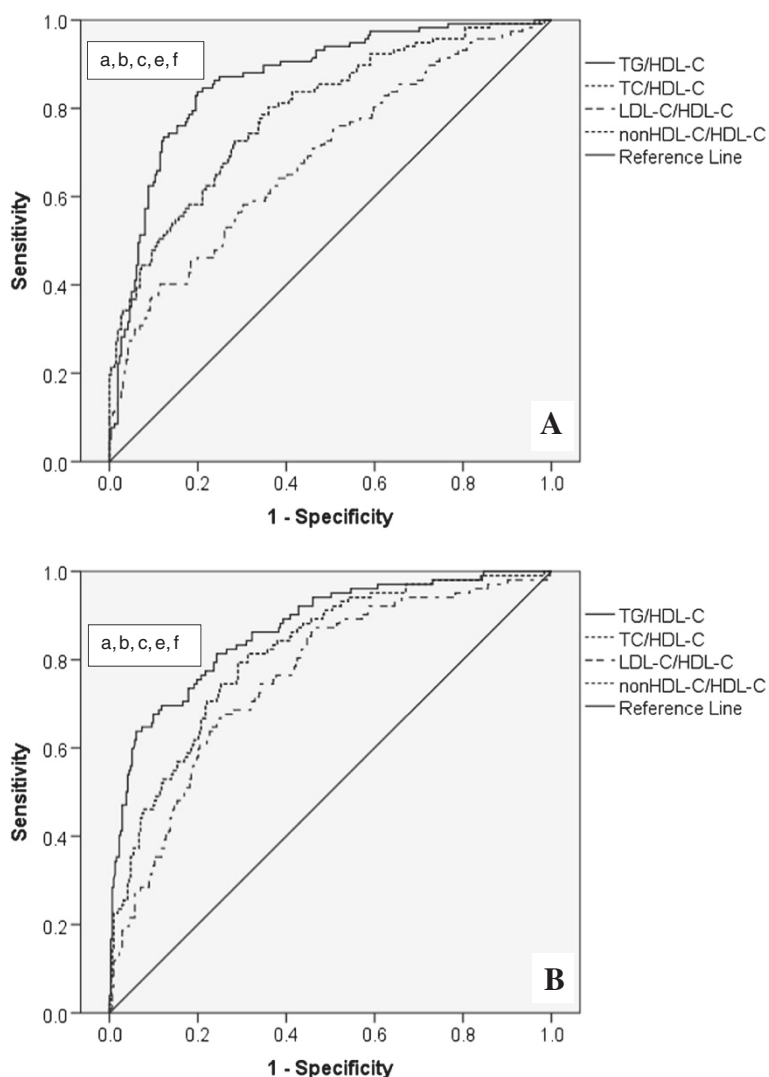 1.0
0.8
0.6
0.4
0.2
0.0
Sensitivity
a, b, c, e, f
A
0.0 0.2 0.4 0.6 0.8 1.0
1 - Specificity
TG/HDL-C
TC/HDL-C
LDL-C/HDL-C
nonHDL-C/HDL-C
Reference Line
1.0
0.8
0.6
0.4
0.2
0.0
Sensitivity
a, b, c, e, f
B
0.0 0.2 0.4 0.6 0.8 1.0
1 - Specificity
TG/HDL-C
TC/HDL-C
LDL-C/HDL-C
nonHDL-C/HDL-C
Reference Line